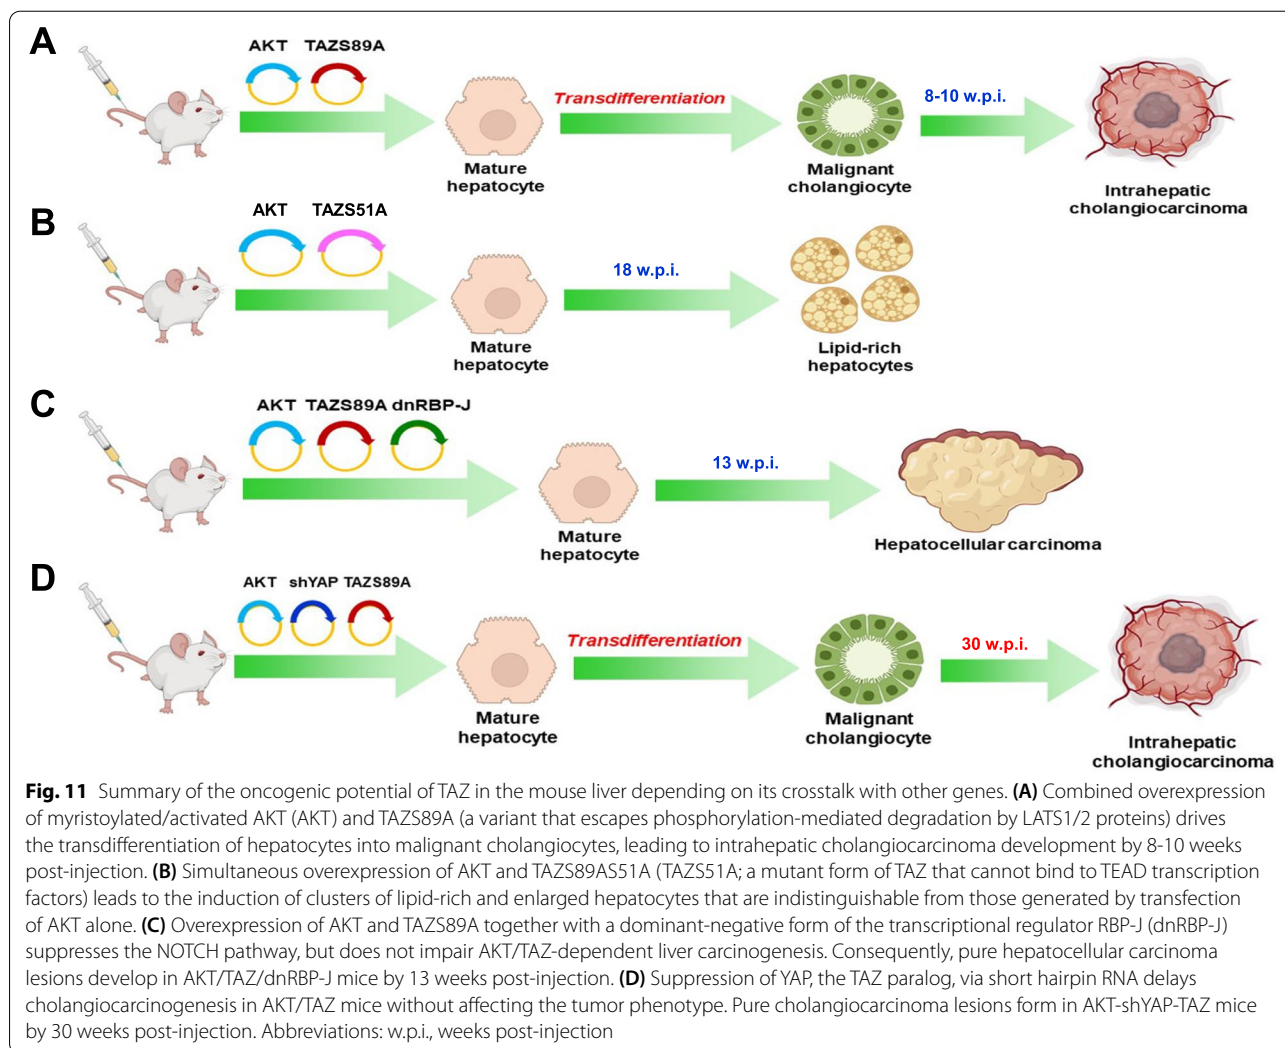 A
AKT TAZS89A
Mature
hepatocyte
Transdifferentiation
Malignant
cholangiocyte
8-10 w.p.i.
Intrahepatic
cholangiocarcinoma
B
AKT TAZS51A
Mature
hepatocyte
18 w.p.i.
Lipid-rich
hepatocytes
C
AKT TAZS89A dnRBP-J
Mature
hepatocyte
13 w.p.i.
Hepatocellular carcinoma
D
AKT shYAP TAZS89A
Mature
hepatocyte
Transdifferentiation
Malignant
cholangiocyte
30 w.p.i.
Intrahepatic
cholangiocarcinoma
Fig. 11 Summary of the oncogenic potential of TAZ in the mouse liver depending on its crosstalk with other genes. (A) Combined overexpression
of myristoylated/activated AKT (AKT) and TAZS89A (a variant that escapes phosphorylation-mediated degradation by LATS1/2 proteins) drives
the transdifferentiation of hepatocytes into malignant cholangiocytes, leading to intrahepatic cholangiocarcinoma development by 8-10 weeks
post-injection. (B) Simultaneous overexpression of AKT and TAZS89AS51A (TAZS51A; a mutant form of TAZ that cannot bind to TEAD transcription
factors) leads to the induction of clusters of lipid-rich and enlarged hepatocytes that are indistinguishable from those generated by transfection
of AKT alone. (C) Overexpression of AKT and TAZS89A together with a dominant-negative form of the transcriptional regulator RBP-J (dnRBP-J)
suppresses the NOTCH pathway, but does not impair AKT/TAZ-dependent liver carcinogenesis. Consequently, pure hepatocellular carcinoma
lesions develop in AKT/TAZ/dnRBP-J mice by 13 weeks post-injection. (D) Suppression of YAP, the TAZ paralog, via short hairpin RNA delays
cholangiocarcinogenesis in AKT/TAZ mice without affecting the tumor phenotype. Pure cholangiocarcinoma lesions form in AKT-shYAP-TAZ mice
by 30 weeks post-injection. Abbreviations: w.p.i., weeks post-injection